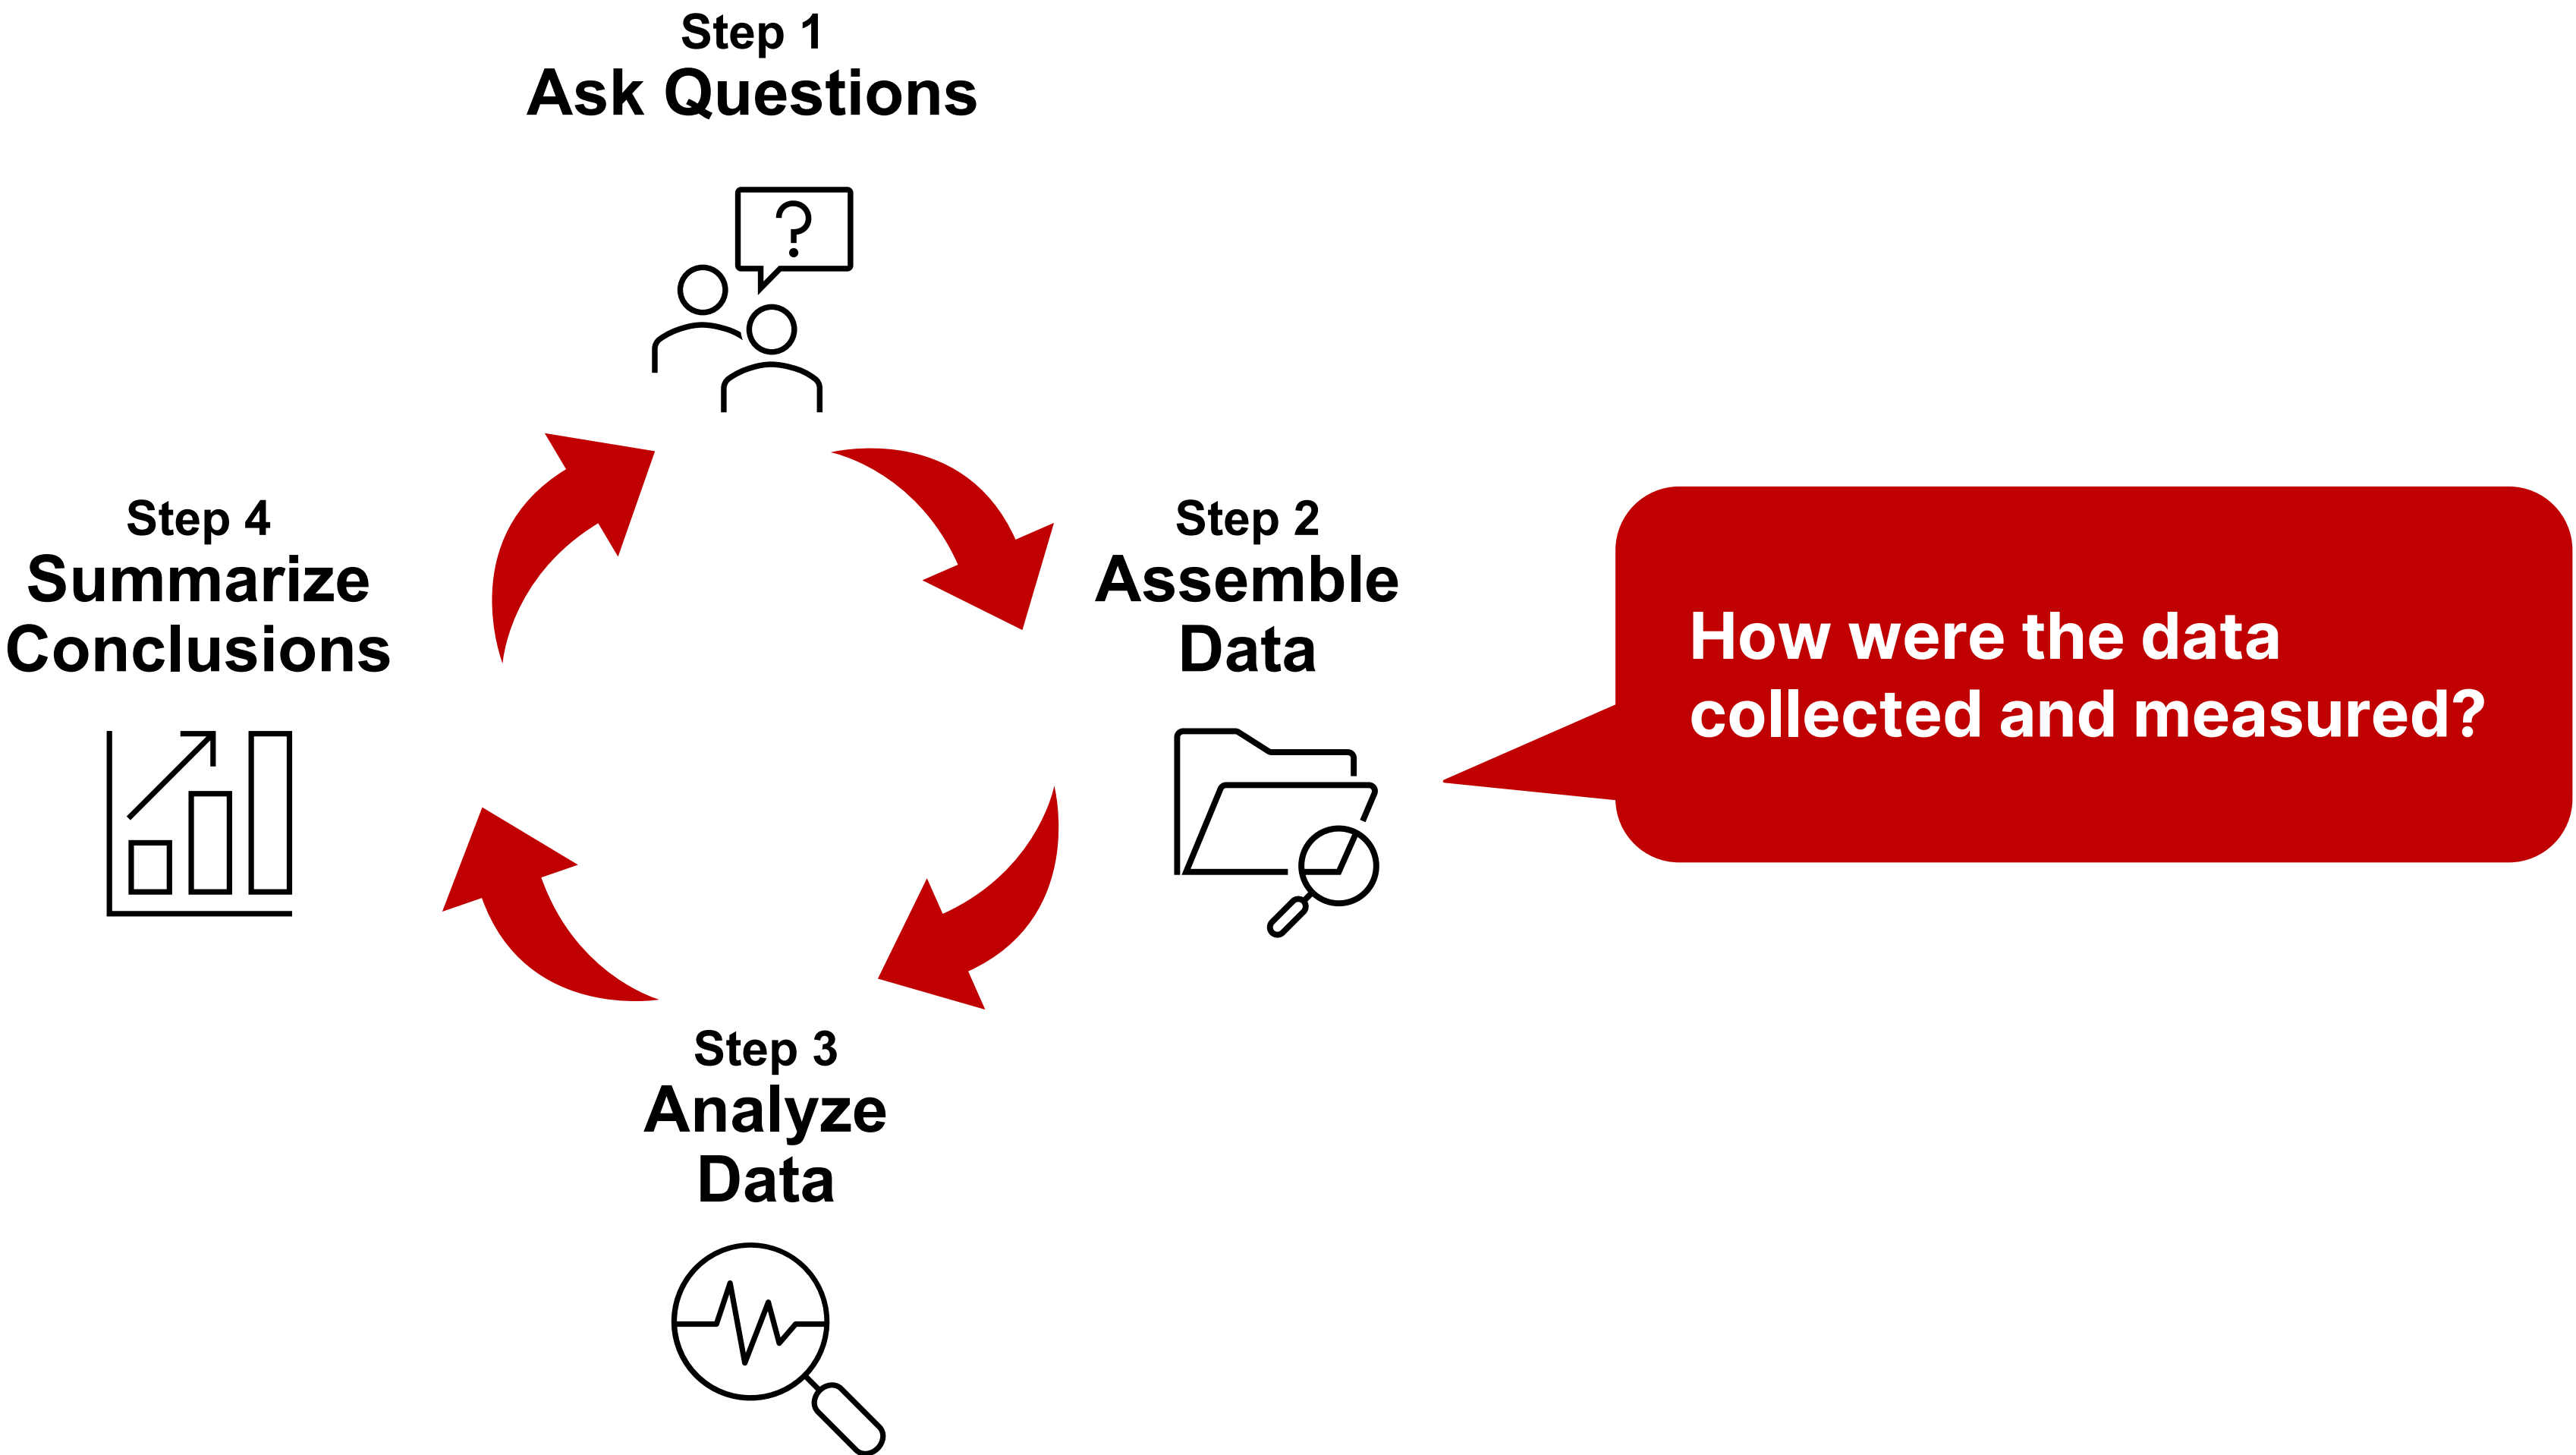 Step 1
Ask Questions
?
Step 2
Assemble
Data
How were the data
collected and measured?
Step 3
Analyze
Data
Step 4
Summarize
Conclusions